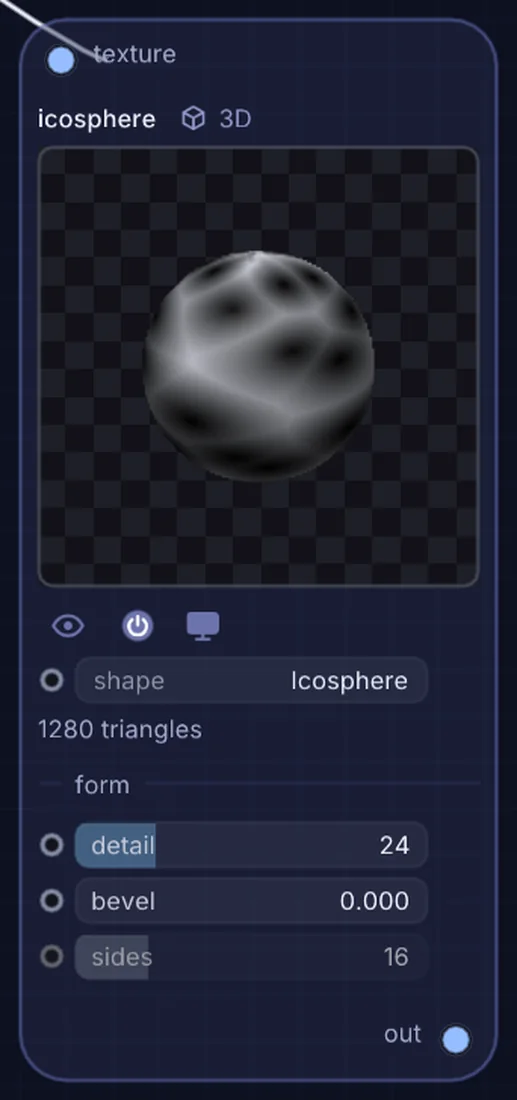 texture
icosphere 3D
shape Icosphere
1280 triangles
form
detail 24
bevel 0.000
sides 16
out